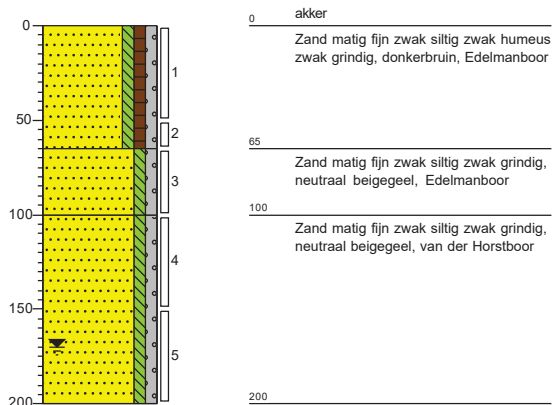 0
50
100
150
200
1
2
3
4
5
0
akker
Zand matig fijn zwak siltig zwak humeus
zwak grindig, donkerbruin, Edelmanboor
65
Zand matig fijn zwak siltig zwak grindig,
neutraal beigegeel, Edelmanboor
100
Zand matig fijn zwak siltig zwak grindig,
neutraal beigegeel, van der Horstboor
200